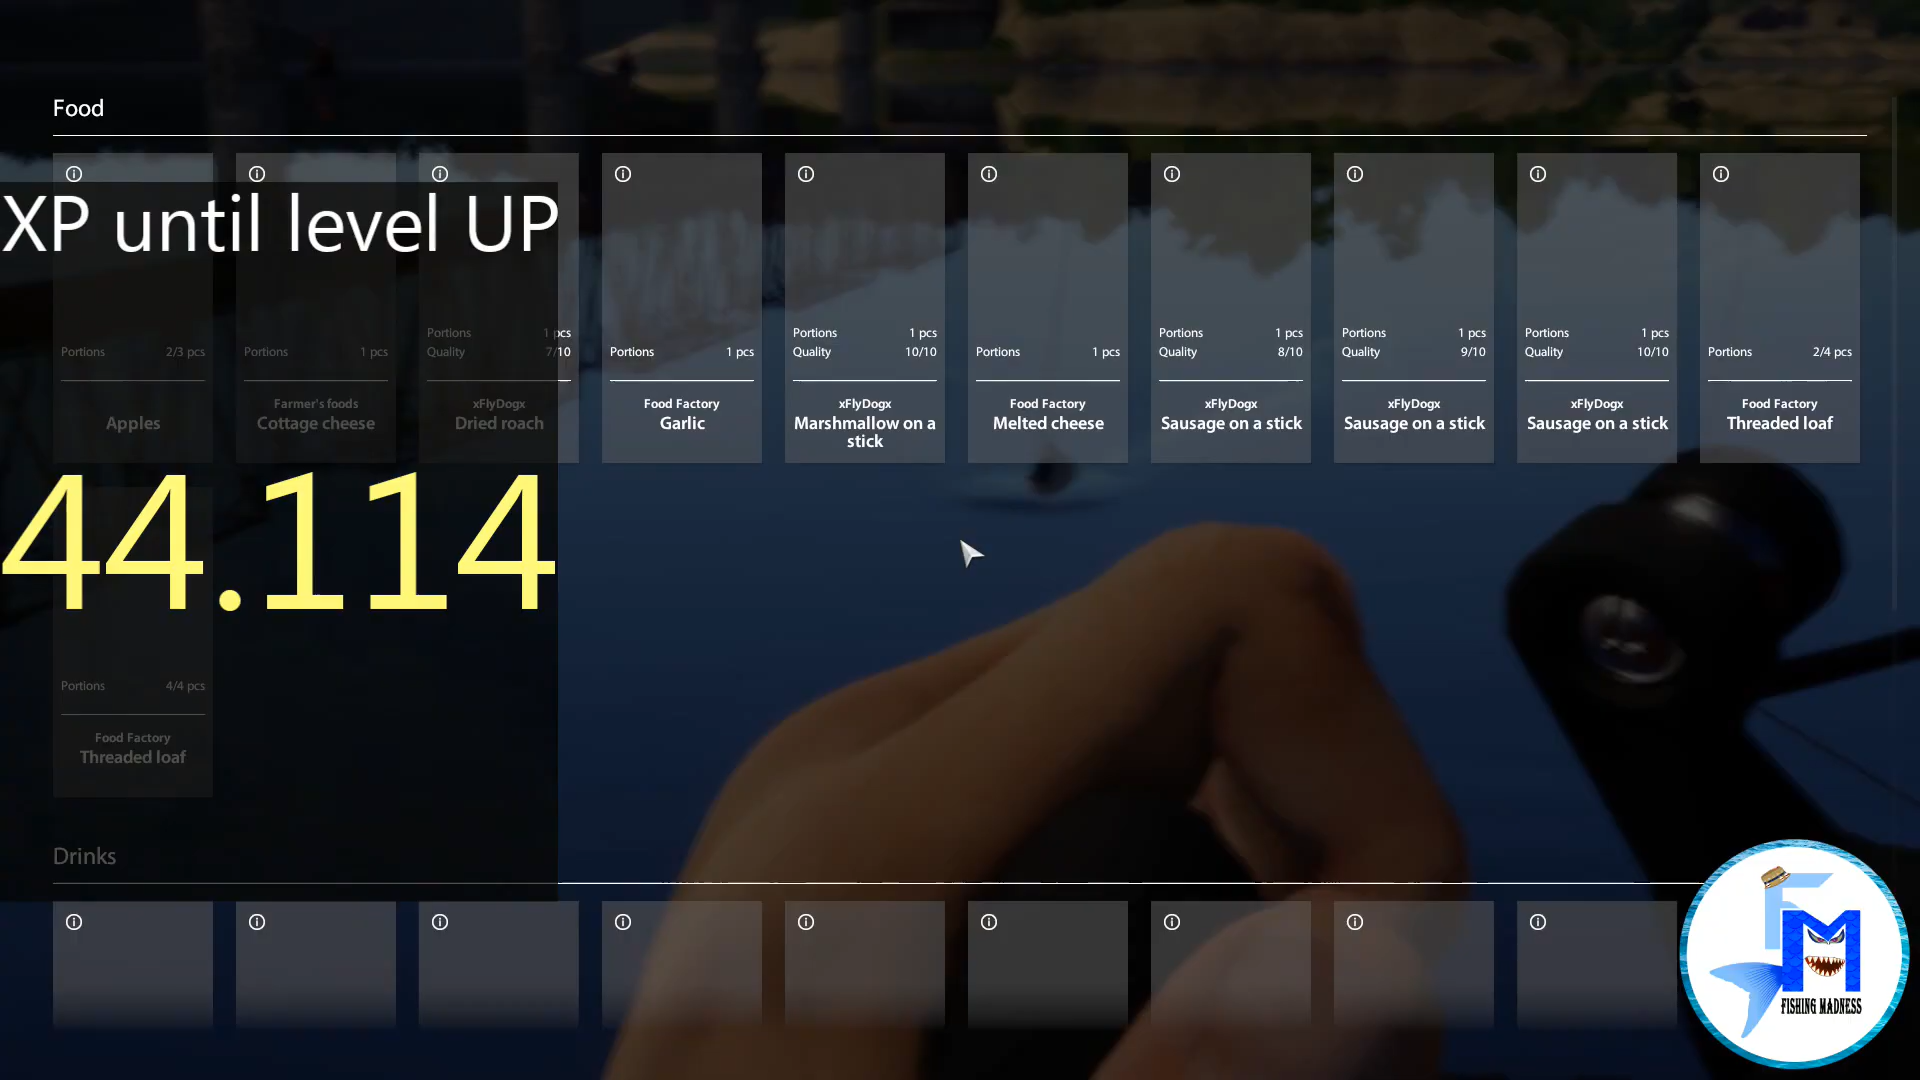 Food
XP until level UP
Portions 2/3 pcs
Apples
Portions 1 pcs
Farmer's foods
Cottage cheese
Portions 1 pcs
Quality 7/10
xFlyDogx
Dried roach
Portions 1 pcs
Food Factory
Garlic
Portions 1 pcs
Quality 10/10
xFlyDogx
Marshmallow on a
stick
Portions 1 pcs
Food Factory
Melted cheese
Portions 1 pcs
Quality 8/10
xFlyDogx
Sausage on a stick
Portions 1 pcs
Quality 9/10
xFlyDogx
Sausage on a stick
Portions 1 pcs
Quality 10/10
xFlyDogx
Sausage on a stick
Portions 2/4 pcs
Food Factory
Threaded loaf
44.114
Portions 4/4 pcs
Food Factory
Threaded loaf
Drinks
FM
FISHING MADNESS